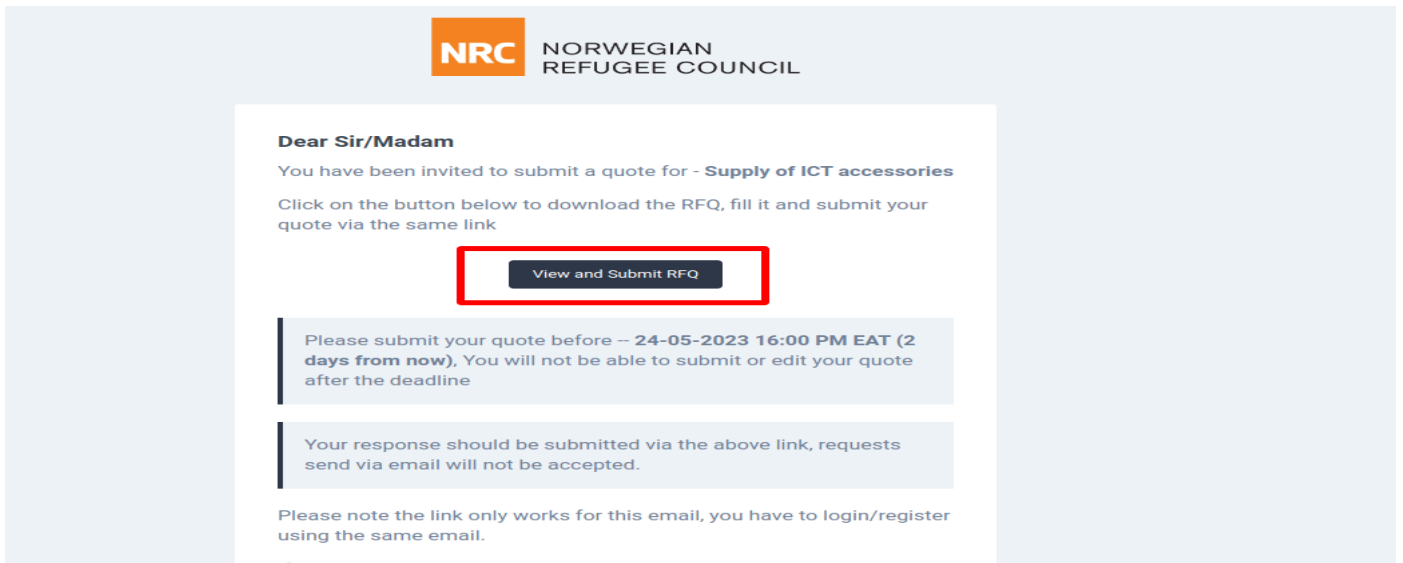 NRC
NORWEGIAN
REFUGEE COUNCIL
Dear Sir/Madam
You have been invited to submit a quote for - Supply of ICT accessories
Click on the button below to download the RFQ, fill it and submit your
quote via the same link
View and Submit RFQ
Please submit your quote before -- 24-05-2023 16:00 PM EAT (2
days from now), You will not be able to submit or edit your quote
after the deadline
Your response should be submitted via the above link, requests
send via email will not be accepted.
Please note the link only works for this email, you have to login/register
using the same email.